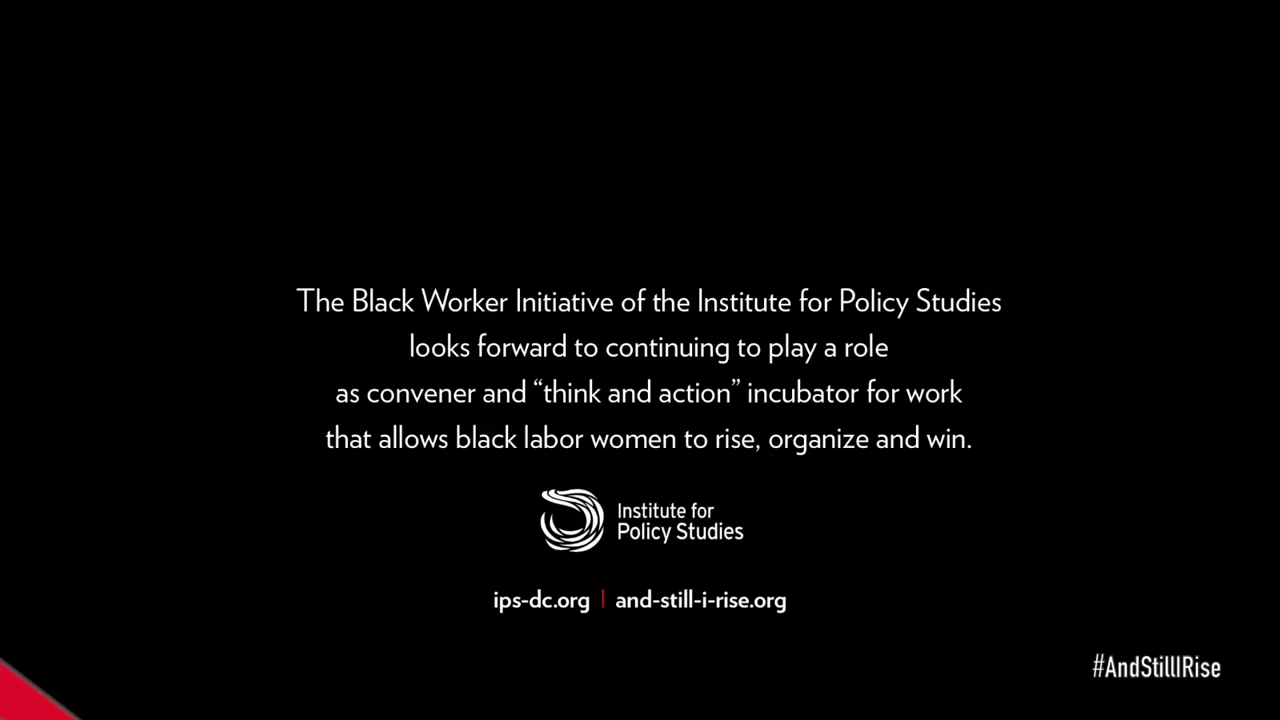 The Black Worker Initiative of the Institute for Policy Studies
looks forward to continuing to play a role
as convener and “think and action” incubator for work
that allows black labor women to rise, organize and win.
Institute for
Policy Studies
ips-dc.org | and-still-i-rise.org
#AndStillIRise